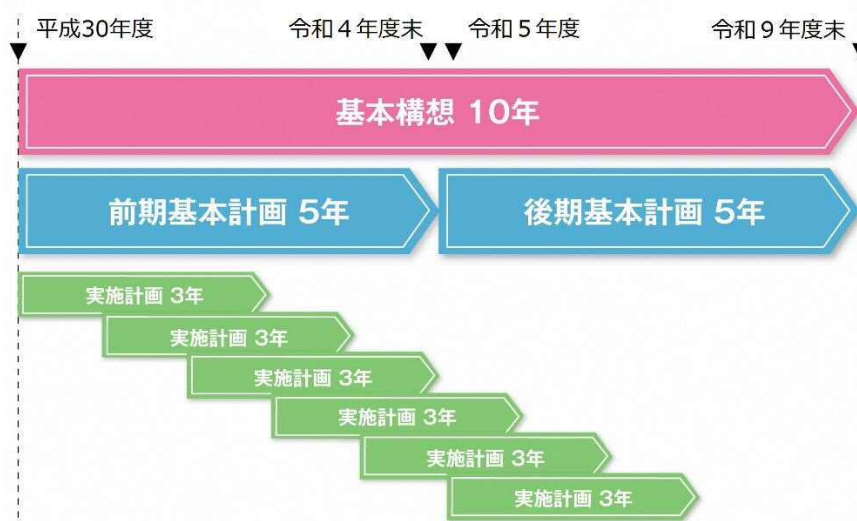 平成30年度
令和４年度末
令和５年度
令和９年度末
基本構想 10年
前期基本計画 5年
後期基本計画 5年
実施計画 3年
実施計画 3年
実施計画 3年
実施計画 3年
実施計画 3年
実施計画 3年